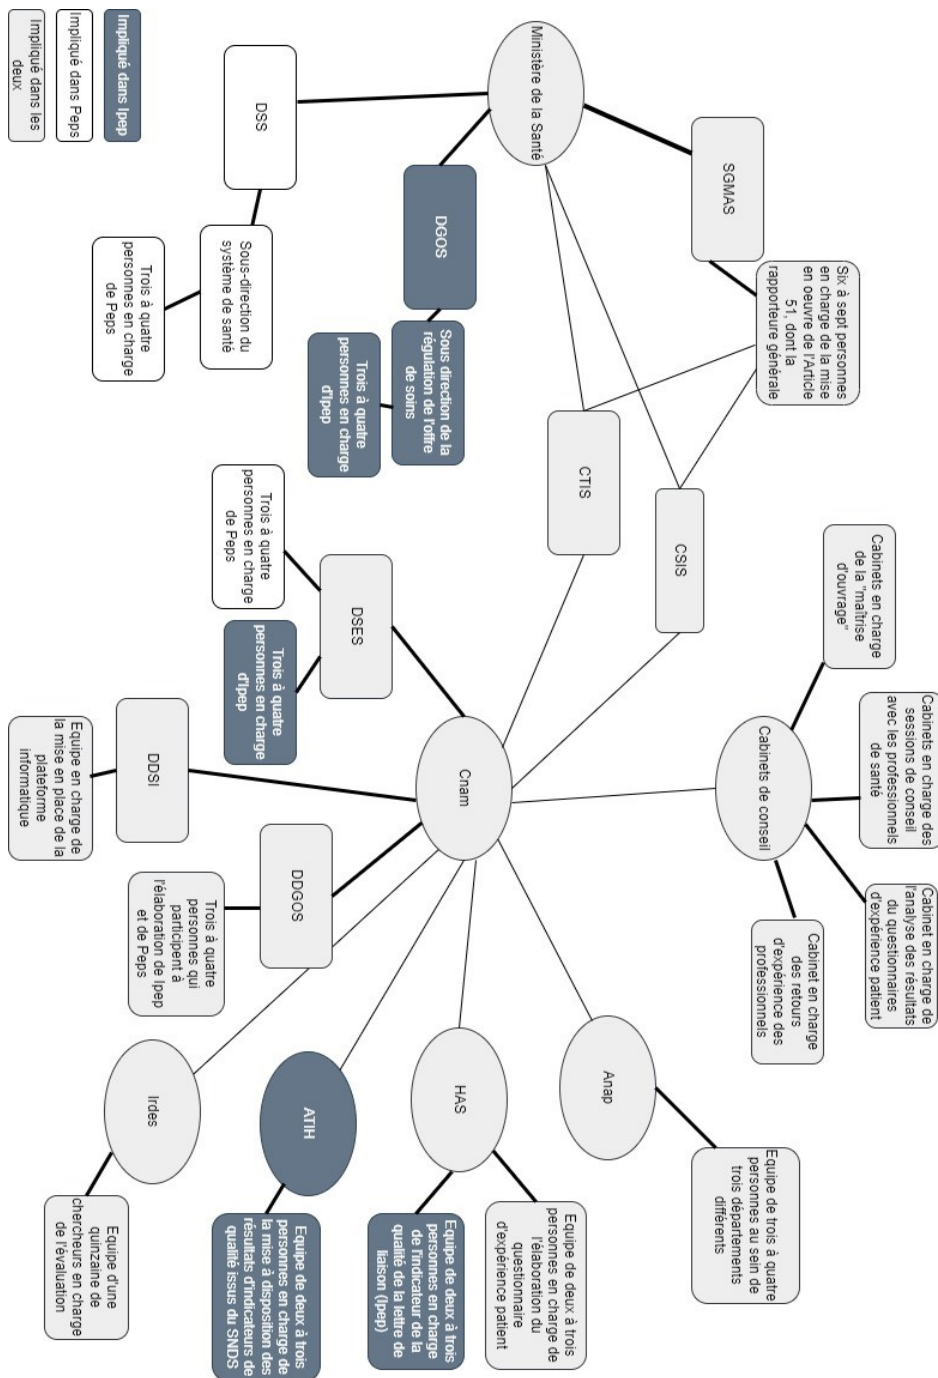 Ministère de la Santé
SGMAS
Six à sept personnes
en charge de la mise
en oeuvre de l'Article
51, dont la
rapporteure générale
DSS
Sous-direction du
système de santé
Trois à quatre
personnes en charge
de Peps
DGOS
Sous direction de la
régulation de l'offre
de soins
Trois à quatre
personnes en charge
d'Ipep
CTIS
CSIS
Cabinets en charge
de la "maîtrise
d'ouvrage"
Cabinets en charge des
sessions de conseil
avec les professionnels
de santé
Cabinets de conseil
Cabinet en charge de
l'analyse des résultats
du questionnaires
d'expérience patient
Cabinet en charge
des retours
d'expérience des
professionnels
Trois à quatre
personnes en charge
de Peps
DSES
Trois à quatre
personnes en charge
d'Ipep
Cnam
DDSI
Equipe en charge de
la mise en place de la
plateforme
informatique
DDGOS
Trois à quatre
personnes qui
participent à
l'élaboration de Ipep
et de Peps
Anap
Equipe de trois à quatre
personnes au sein de
trois départements
différents
HAS
Equipe de deux à trois
personnes en charge de
l'élaboration du
questionnaire
d'expérience patient
Equipe de deux à trois
personnes en charge
de l'indicateur de la
qualité de la lettre de
liaison (Ipep)
ATIH
Equipe de deux à trois
personnes en charge de
la mise à disposition des
résultats d'indicateurs de
qualité issus du SNDS
Irdes
Equipe d'une
quinzaine de
chercheurs en charge
de l'évaluation
Impliqué dans Ipep
Impliqué dans Peps
Impliqué dans les
deux